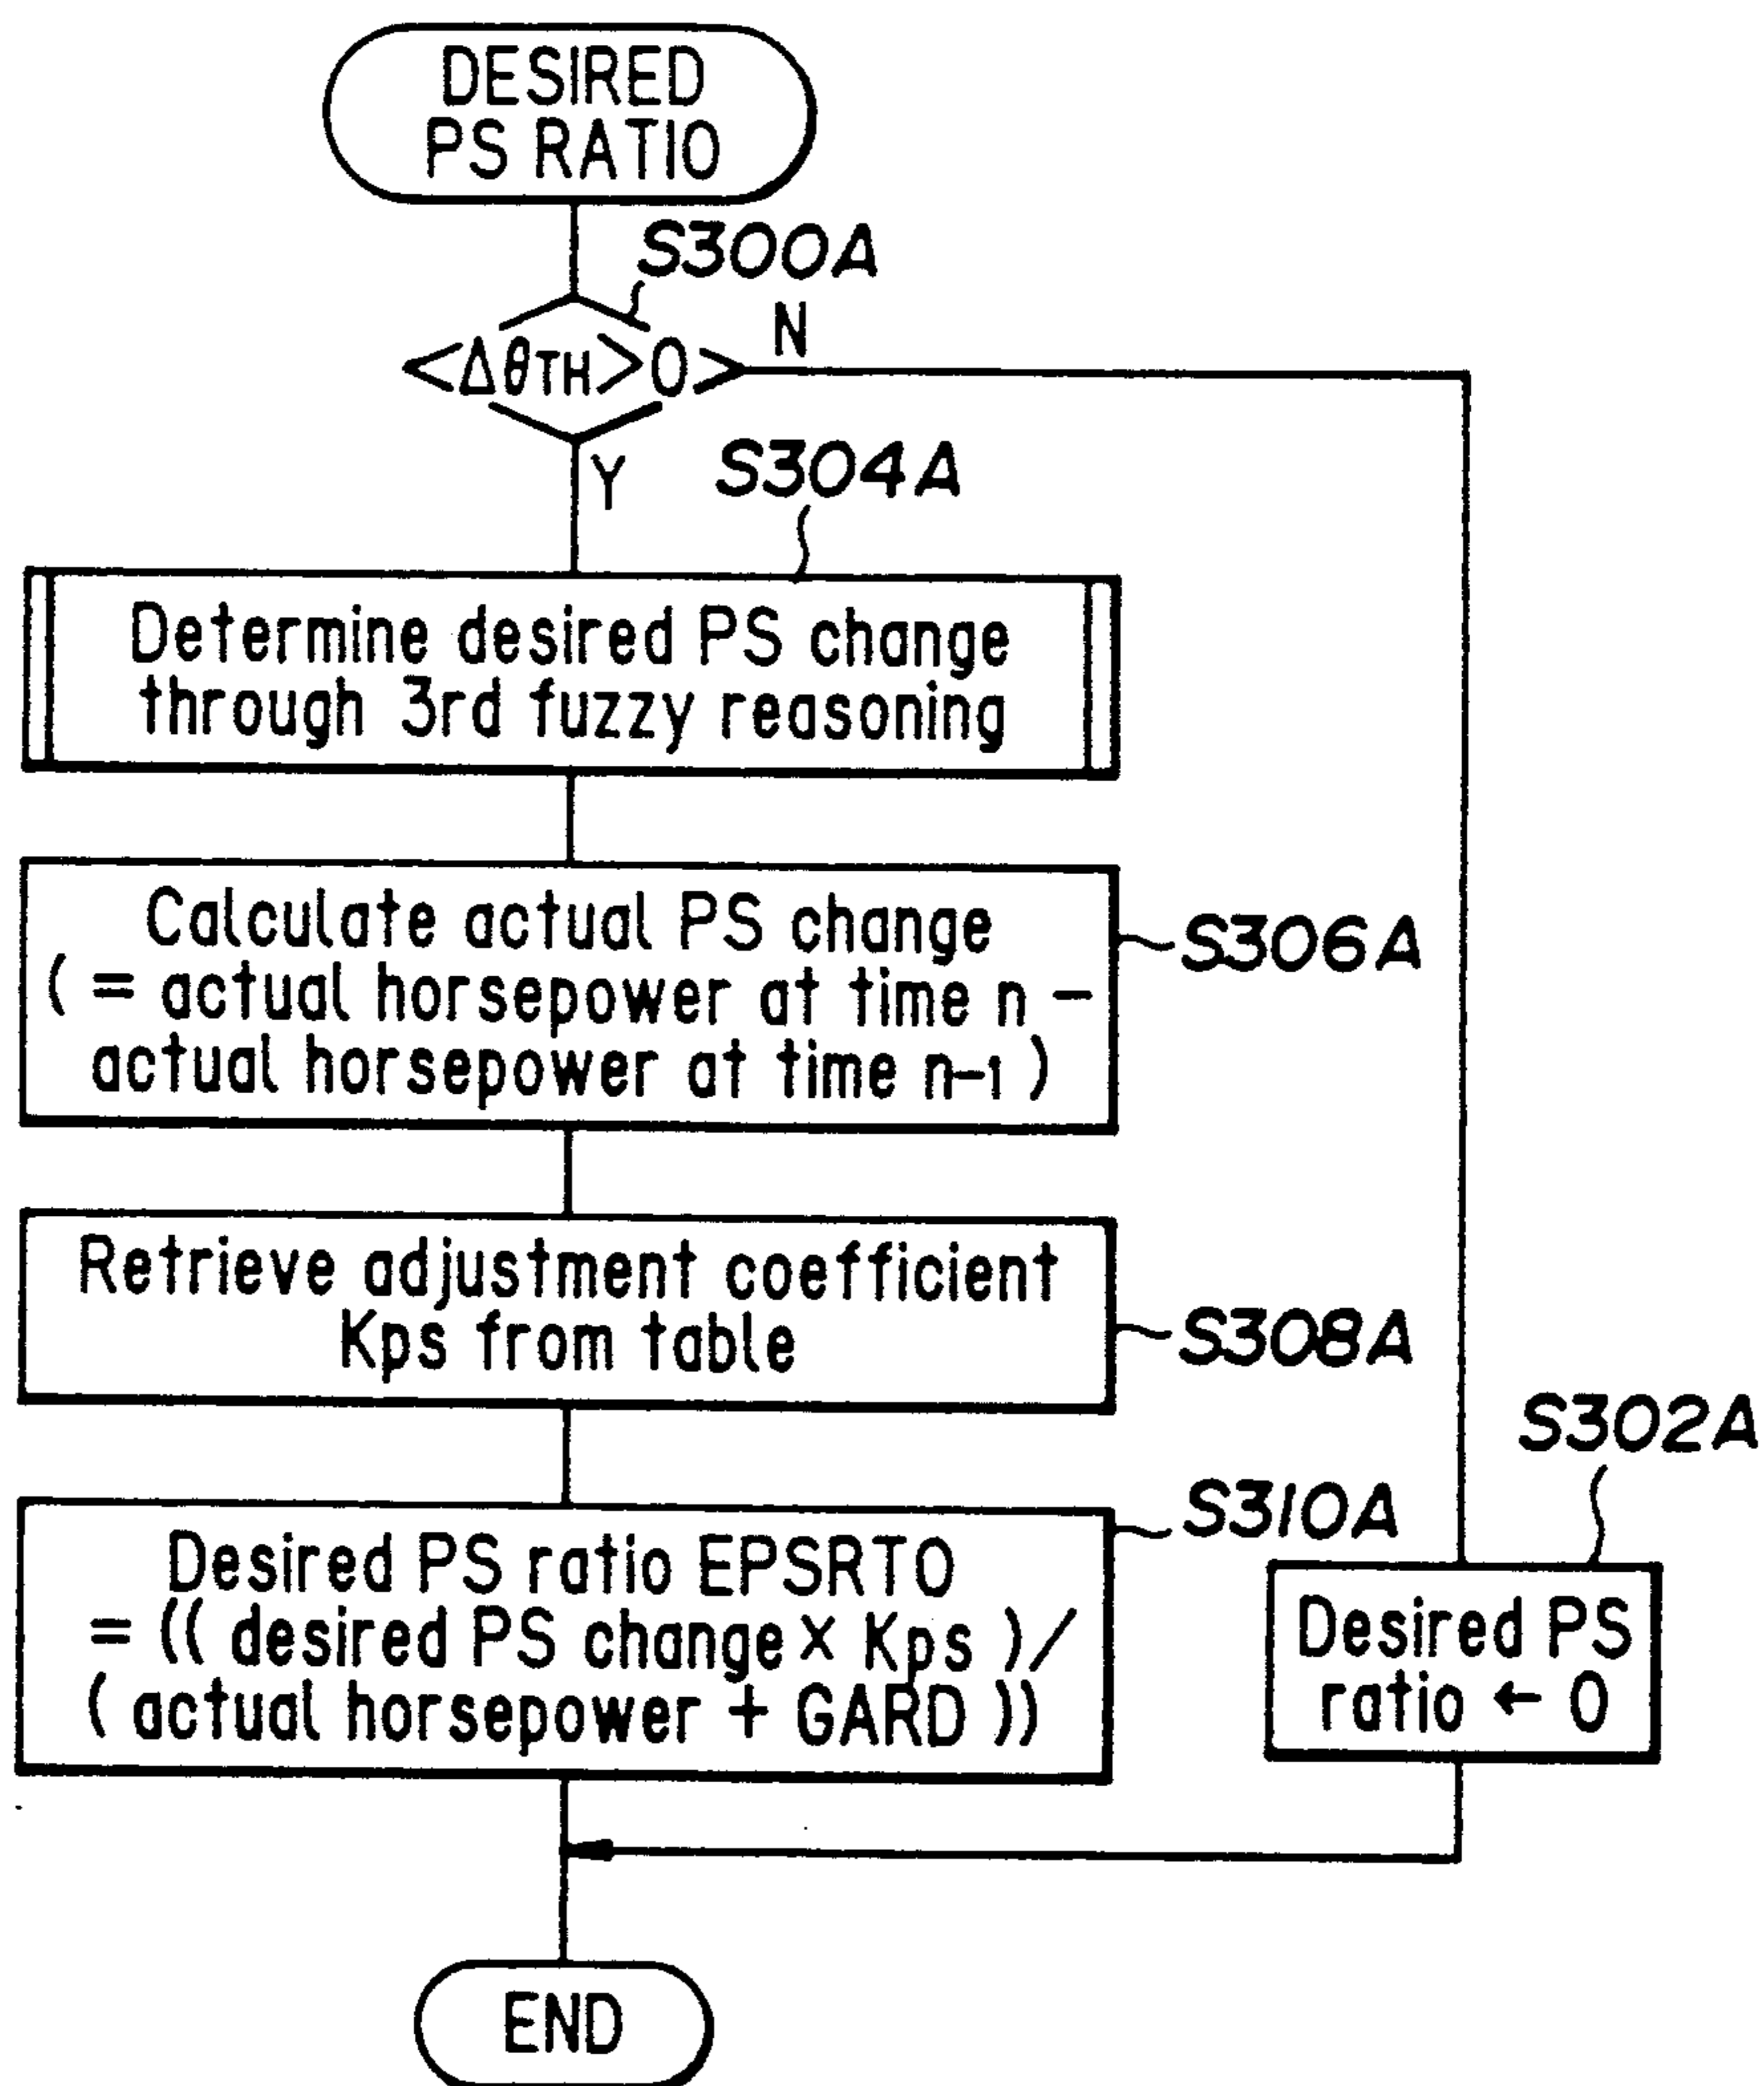 DESIRED
PS RATIO
S300A
ΔθTH>0
N
Y
S304A
Determine desired PS change
through 3rd fuzzy reasoning
Calculate actual PS change
( = actual horsepower at time n -
actual horsepower at time n-1 )
S306A
Retrieve adjustment coefficient
Kps from table
S308A
S302A
S310A
Desired PS ratio EPSRTO
= (( desired PS change × Kps )/
( actual horsepower + GARD ))
Desired PS
ratio ← 0
END